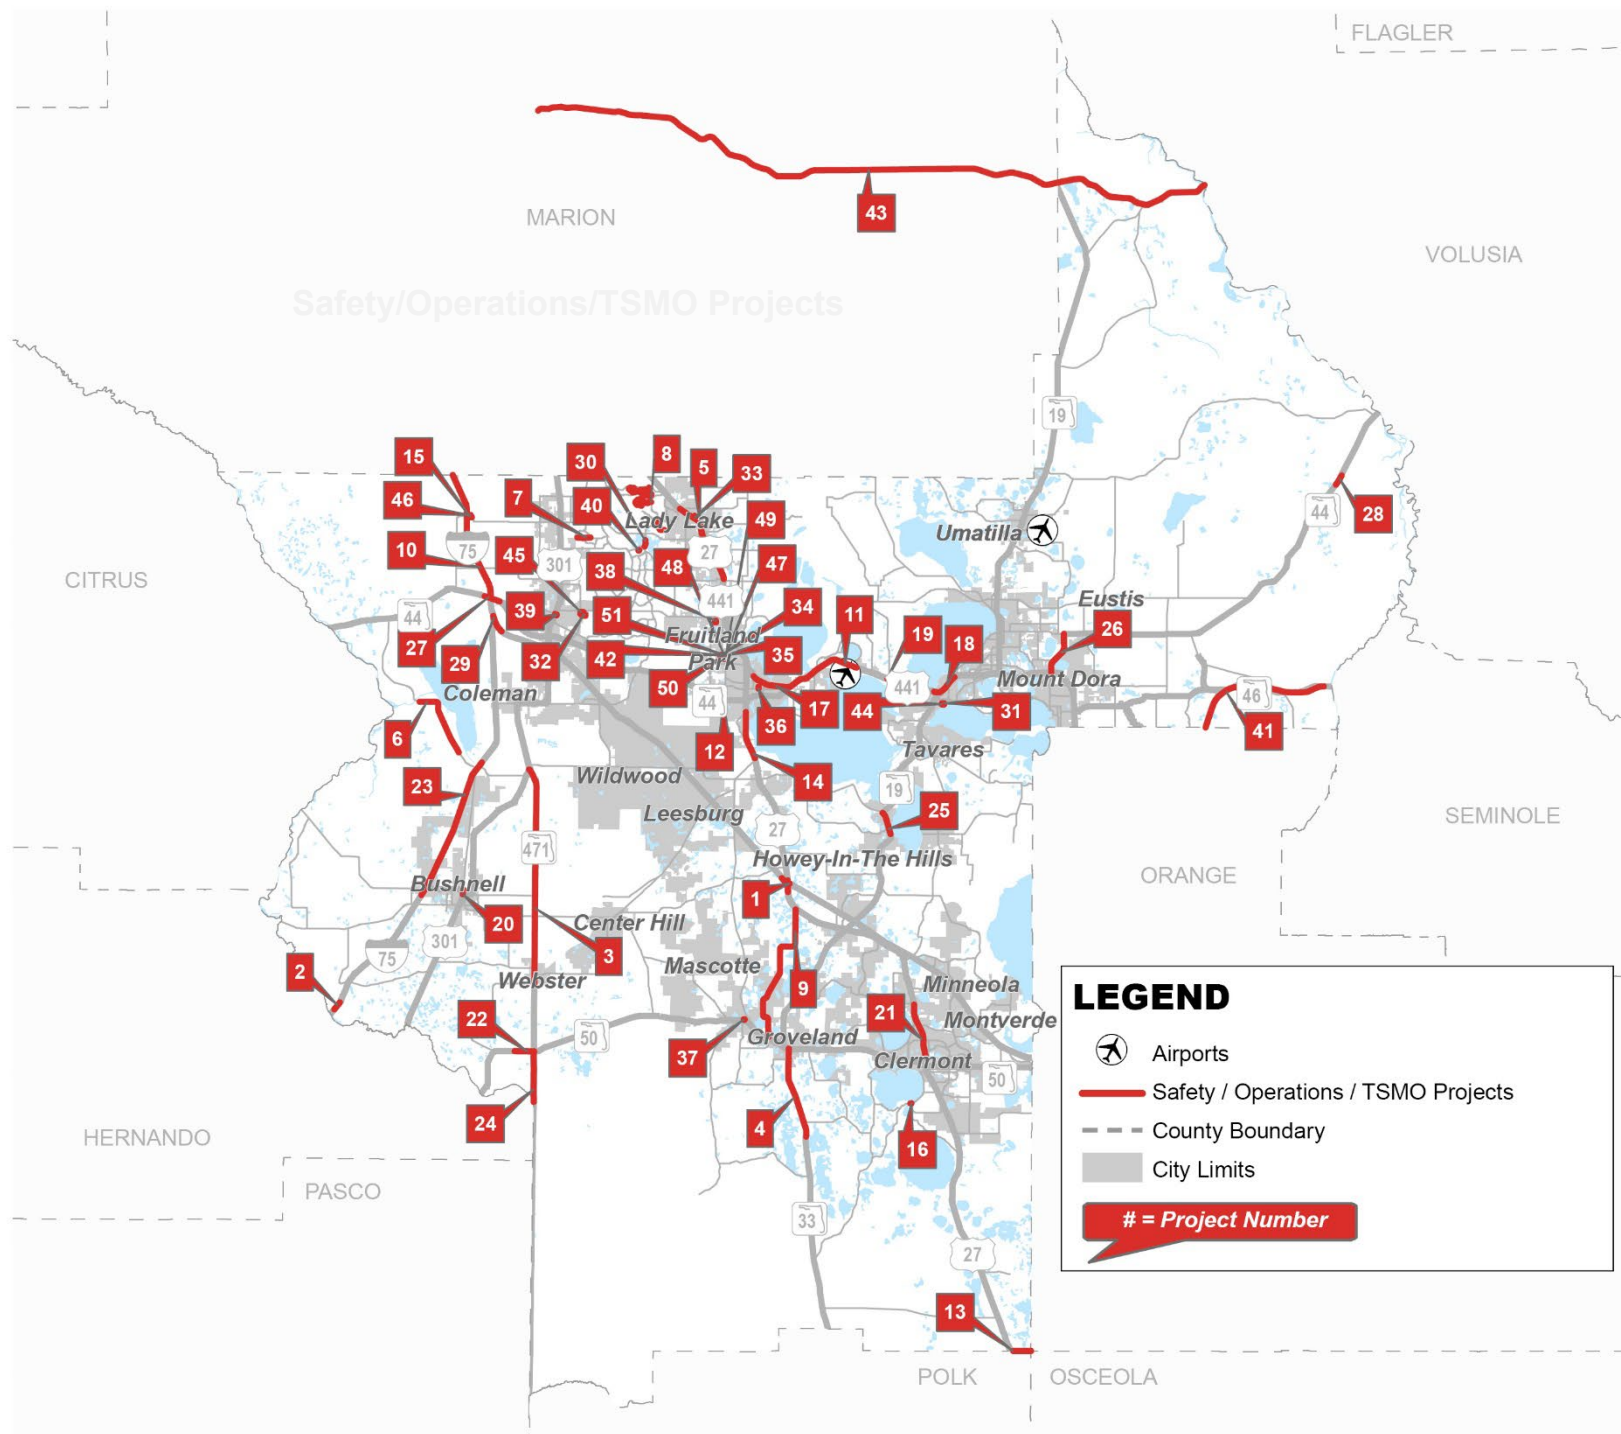 FLAGLER
MARION
43
VOLUSIA
Safety/Operations/TSMO Projects
19
15
30
8
5
33
46
7
40
49
Lady Lake
44
28
Umatilla
10
75
45
301
38
48
27
47
CITRUS
441
Eustis
44
39
51
34
11
19
18
26
27
29
32
42
Fruitland
Park
35
Mount Dora
Coleman
50
44
36
17
44
441
31
46
41
6
12
Tavares
23
Wildwood
14
19
Leesburg
25
SEMINOLE
27
471
Howey-In-The Hills
ORANGE
Bushnell
1
20
Center Hill
301
75
3
Mascotte
2
Webster
9
Minneola
LEGEND
22
21
Montverde
50
37
Groveland
Clermont
50
Airports
Safety / Operations / TSMO Projects
24
4
16
County Boundary
HERNANDO
City Limits
PASCO
33
# = Project Number
27
13
POLK
OSCEOLA